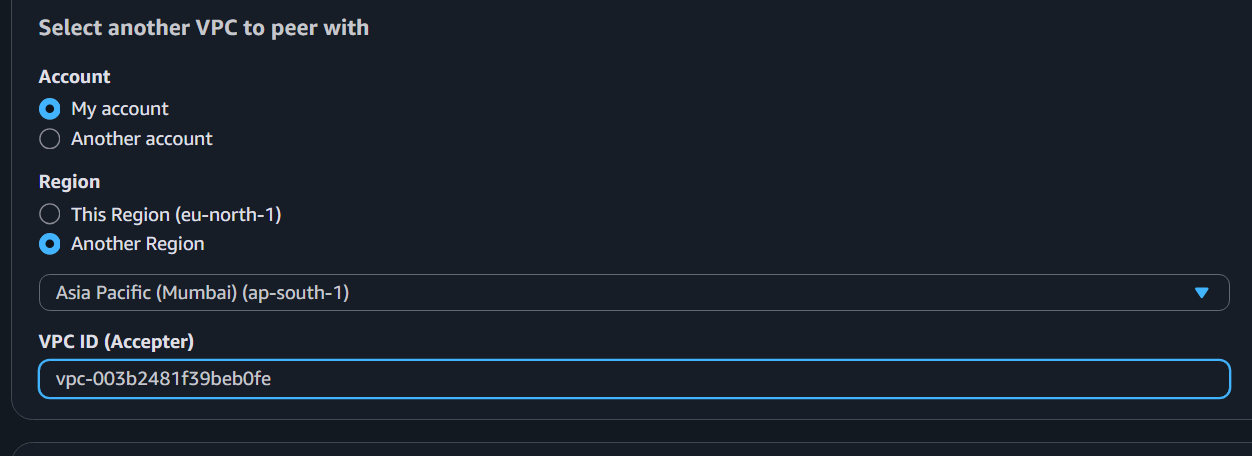 Select another VPC to peer with
Account
My account
Another account
Region
This Region (eu-north-1)
Another Region
Asia Pacific (Mumbai) (ap-south-1)
VPC ID (Accepter)
vpc-003b2481f39beb0fe